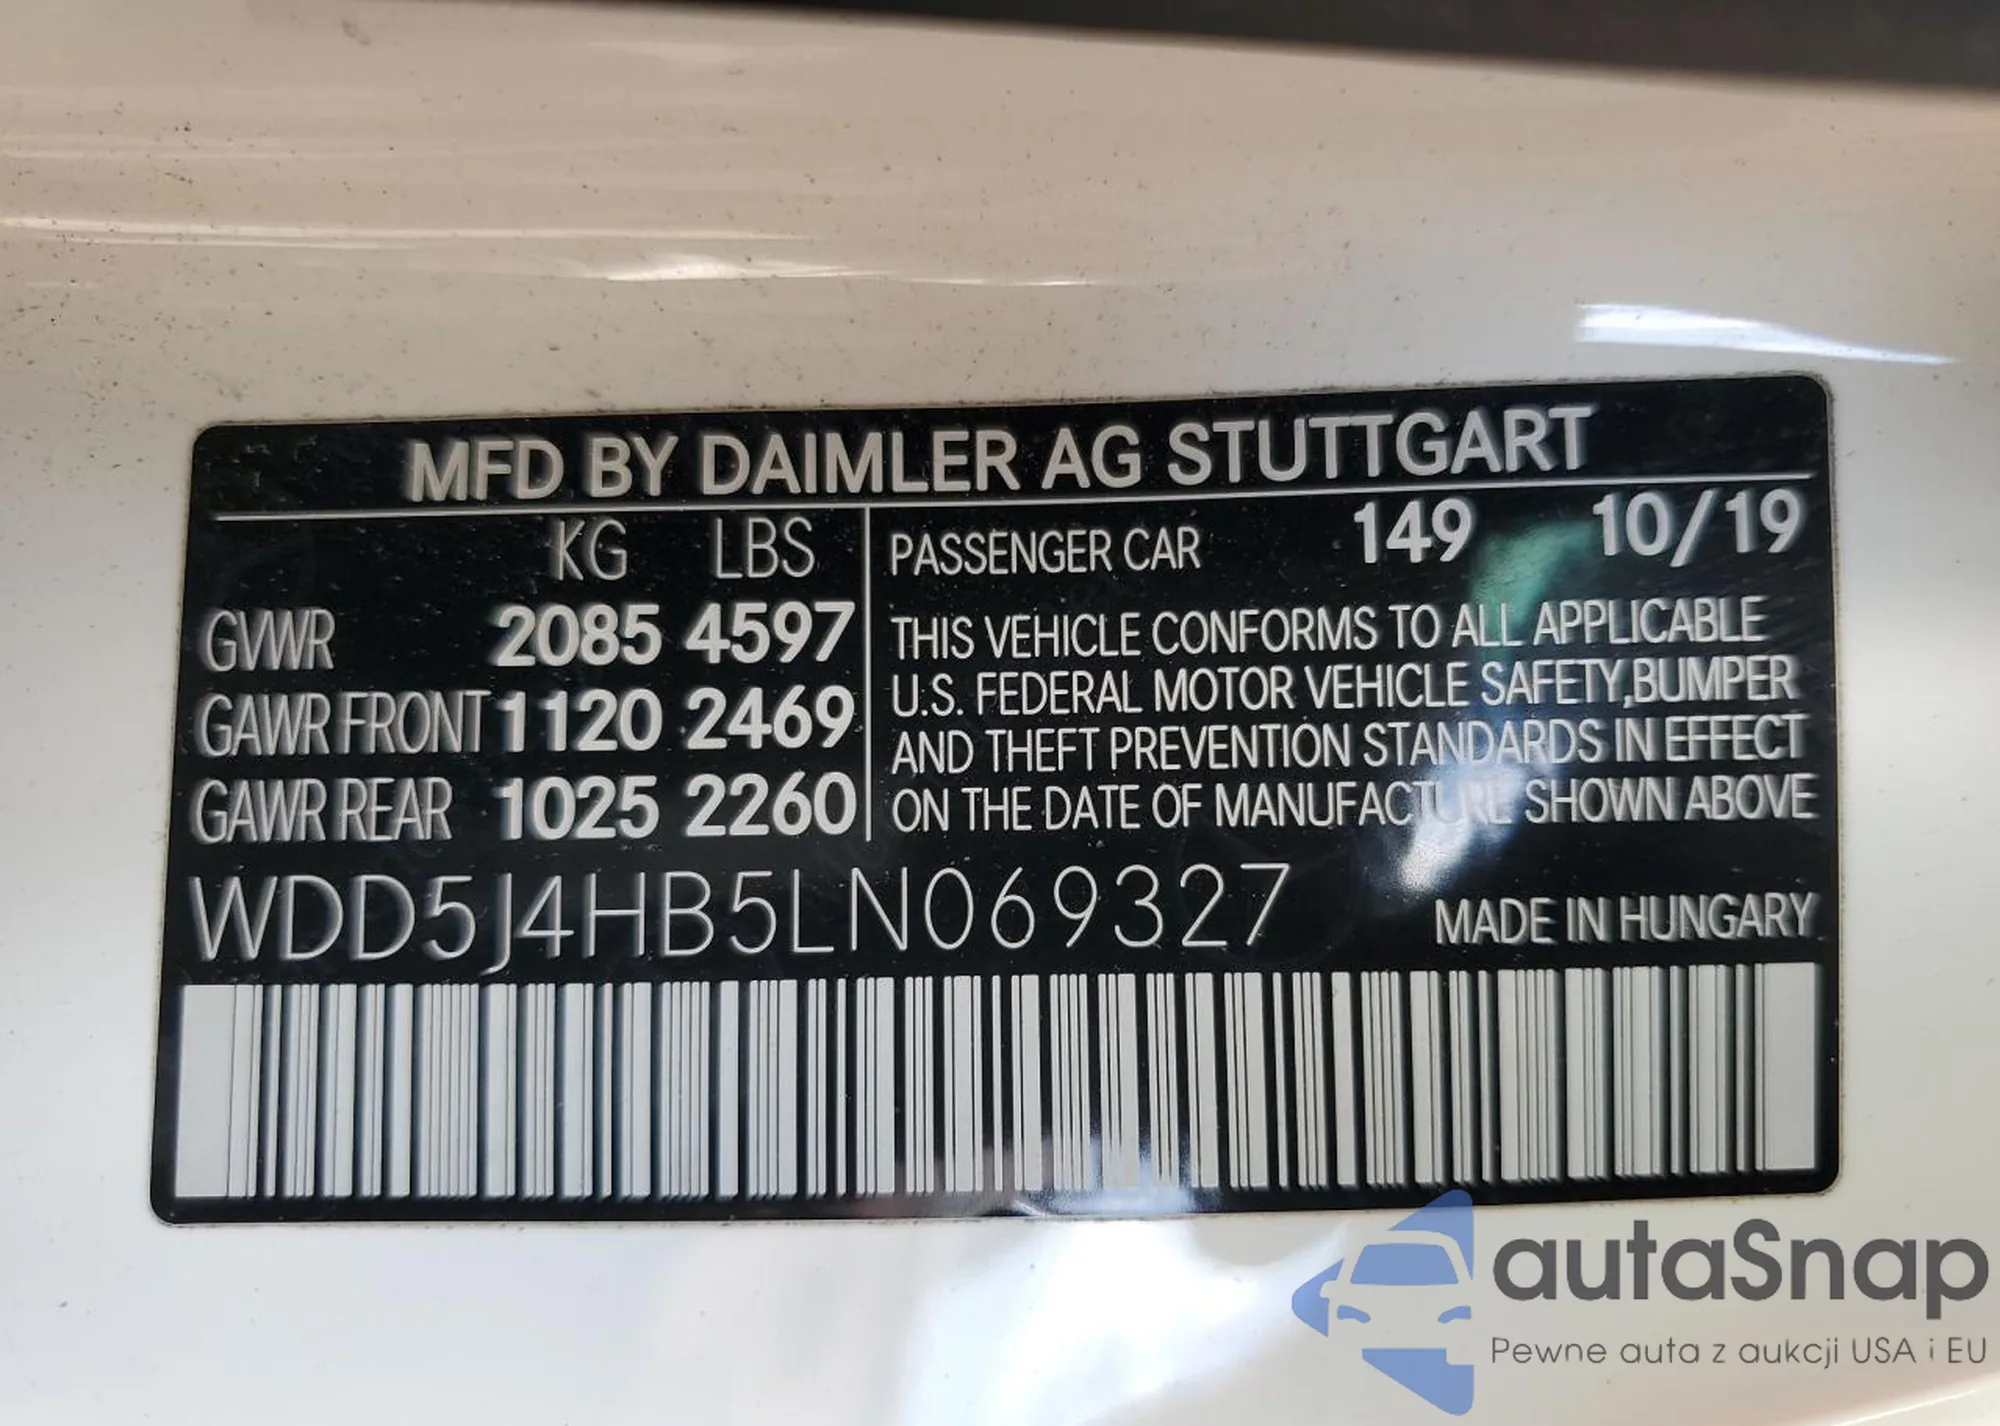 MFD BY DAIMLER AG STUTTGART
KG LBS
GVWR 2085 4597
GAWR FRONT 1120 2469
GAWR REAR 1025 2260
PASSENGER CAR 149 10/19
THIS VEHICLE CONFORMS TO ALL APPLICABLE
U.S. FEDERAL MOTOR VEHICLE SAFETY,BUMPER
AND THEFT PREVENTION STANDARDS IN EFFECT
ON THE DATE OF MANUFACTURE SHOWN ABOVE
WDD5J4HB5LN069327
MADE IN HUNGARY
autaSnap
Pewne auta z aukcji USA i EU